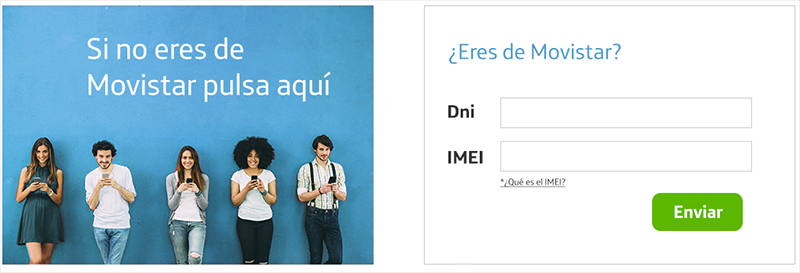 Si no eres de
Movistar pulsa aquí
¿Eres de Movistar?
Dni
IMEI
*¿Qué es el IMEI?
Enviar